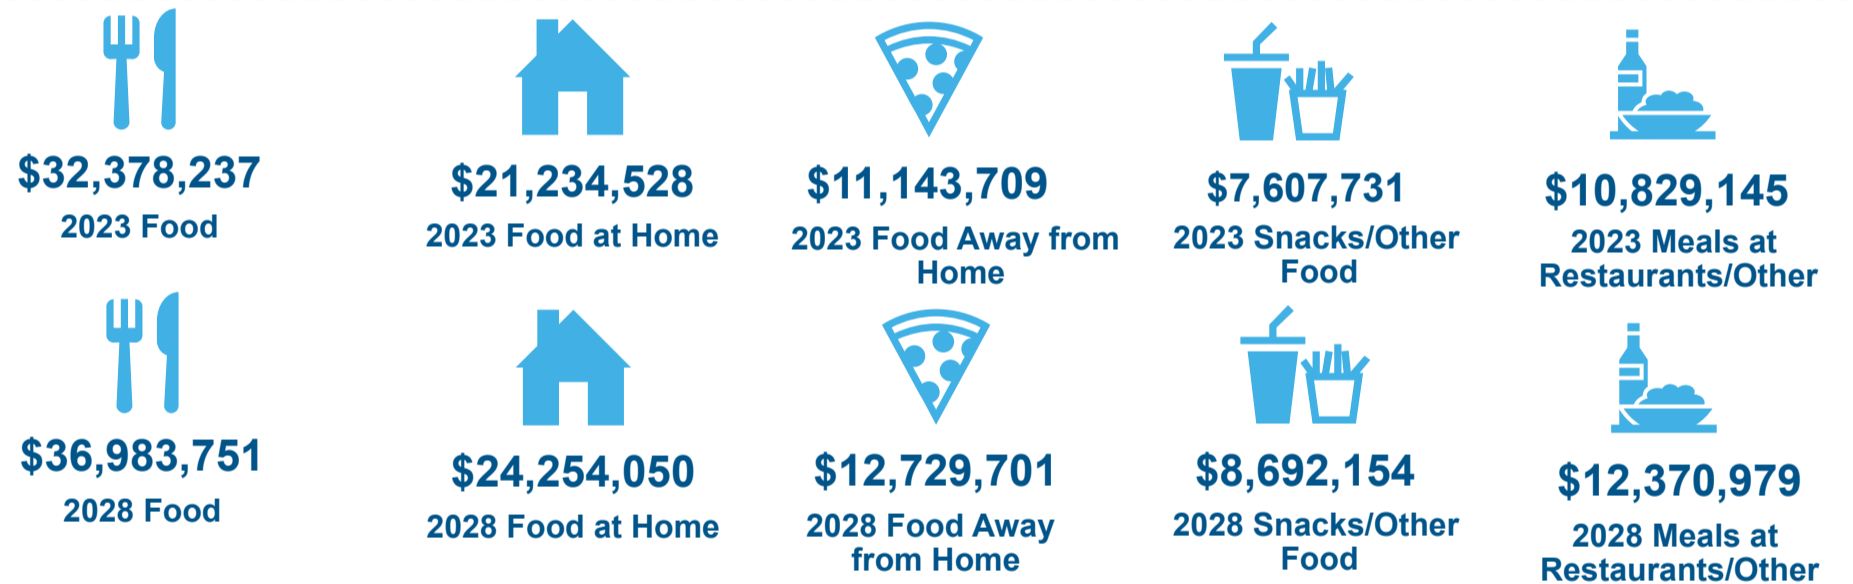 $32,378,237
2023 Food
$21,234,528
2023 Food at Home
$11,143,709
2023 Food Away from
Home
$7,607,731
2023 Snacks/Other
Food
$10,829,145
2023 Meals at
Restaurants/Other
$36,983,751
2028 Food
$24,254,050
2028 Food at Home
$12,729,701
2028 Food Away
from Home
$8,692,154
2028 Snacks/Other
Food
$12,370,979
2028 Meals at
Restaurants/Other